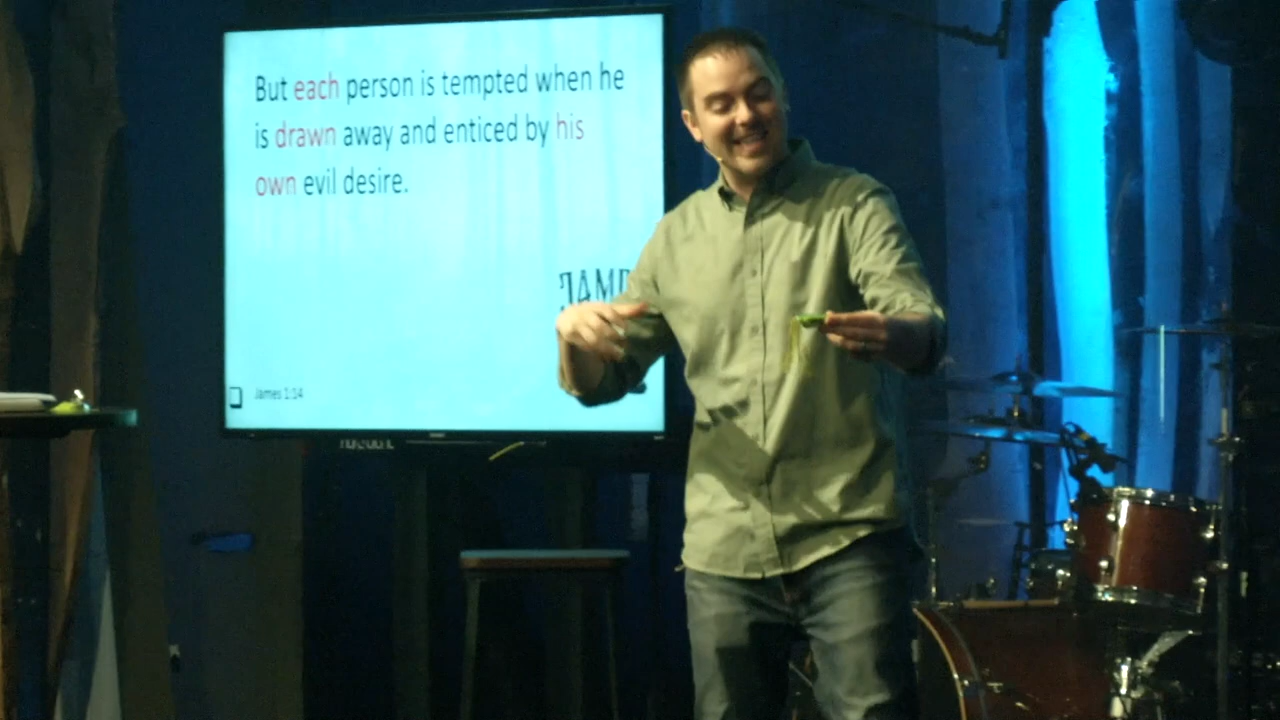 But each person is tempted when he
is drawn away and enticed by his
own evil desire.
James 1:14